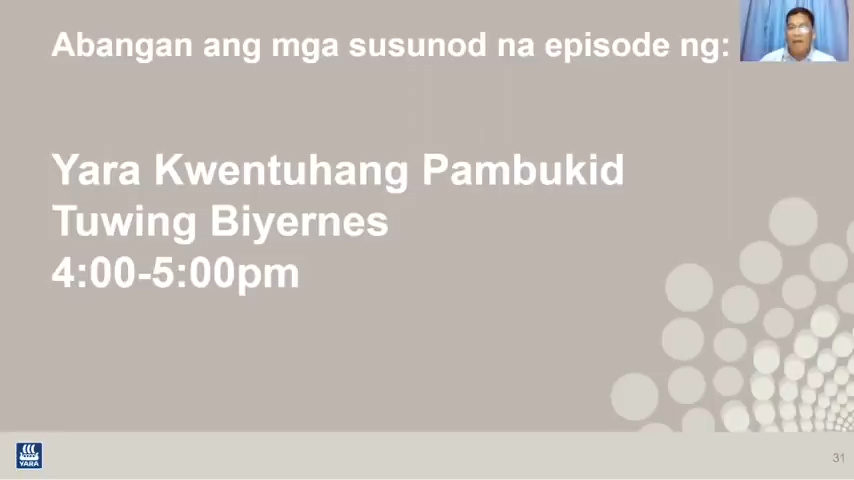 Abangan ang mga susunod na episode ng:
Yara Kwentuhang Pambukid
Tuwing Biyernes
4:00-5:00pm
YARA
31